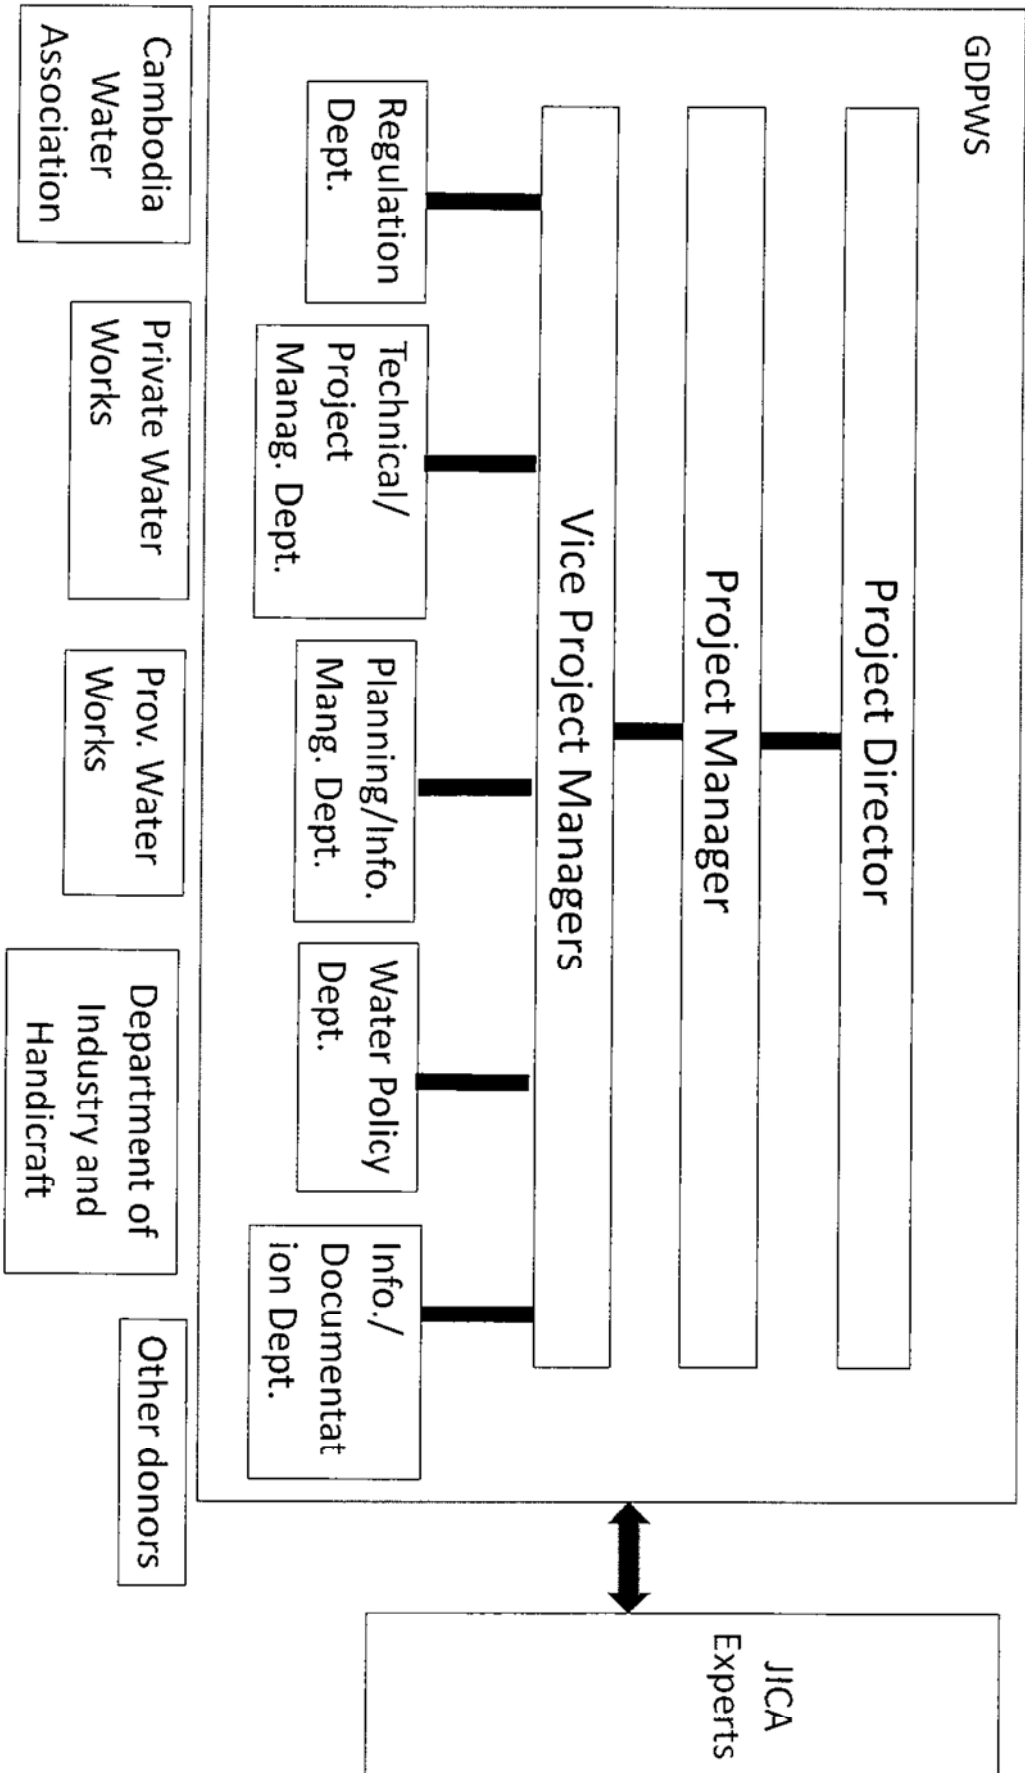 GDPWS
Project Director
Project Manager
Vice Project Managers
Regulation
Dept.
Technical/
Project
Manag. Dept.
Planning/Info.
Mang. Dept.
Water Policy
Dept.
Info./
Documentat
ion Dept.
JICA
Experts
Cambodia
Water
Association
Private Water
Works
Prov. Water
Works
Department of
Industry and
Handicraft
Other donors